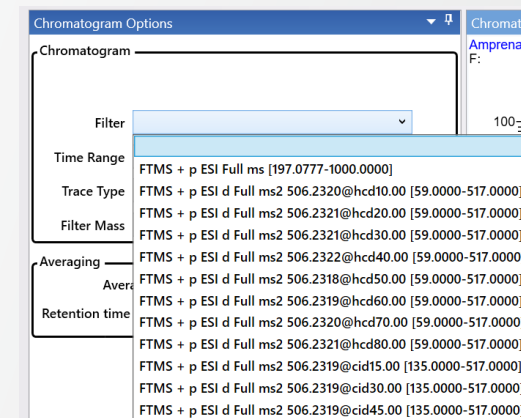 Chromatogram Options
Chromatogram
Filter
Time Range
Trace Type
Filter Mass
FTMS + p ESI Full ms [197.0777-1000.0000]
FTMS + p ESI d Full ms2 506.2320@hcd10.00 [59.0000-517.0000]
FTMS + p ESI d Full ms2 506.2321@hcd20.00 [59.0000-517.0000]
FTMS + p ESI d Full ms2 506.2321@hcd30.00 [59.0000-517.0000]
FTMS + p ESI d Full ms2 506.2322@hcd40.00 [59.0000-517.0000
FTMS + p ESI d Full ms2 506.2318@hcd50.00 [59.0000-517.0000]
FTMS + p ESI d Full ms2 506.2319@hcd60.00 [59.0000-517.0000]
FTMS + p ESI d Full ms2 506.2320@hcd70.00 [59.0000-517.0000
FTMS + p ESI d Full ms2 506.2321@hcd80.00 [59.0000-517.0000]
FTMS + p ESI d Full ms2 506.2319@cid15.00 [135.0000-517.0000]
FTMS + p ESI d Full ms2 506.2319@cid30.00 [135.0000-517.0000]
FTMS + p ESI d Full ms2 506.2319@cid45.00 [135.0000-517.0000]
Averaging
Avera
Retention time
Chromat
Amprena
F:
100